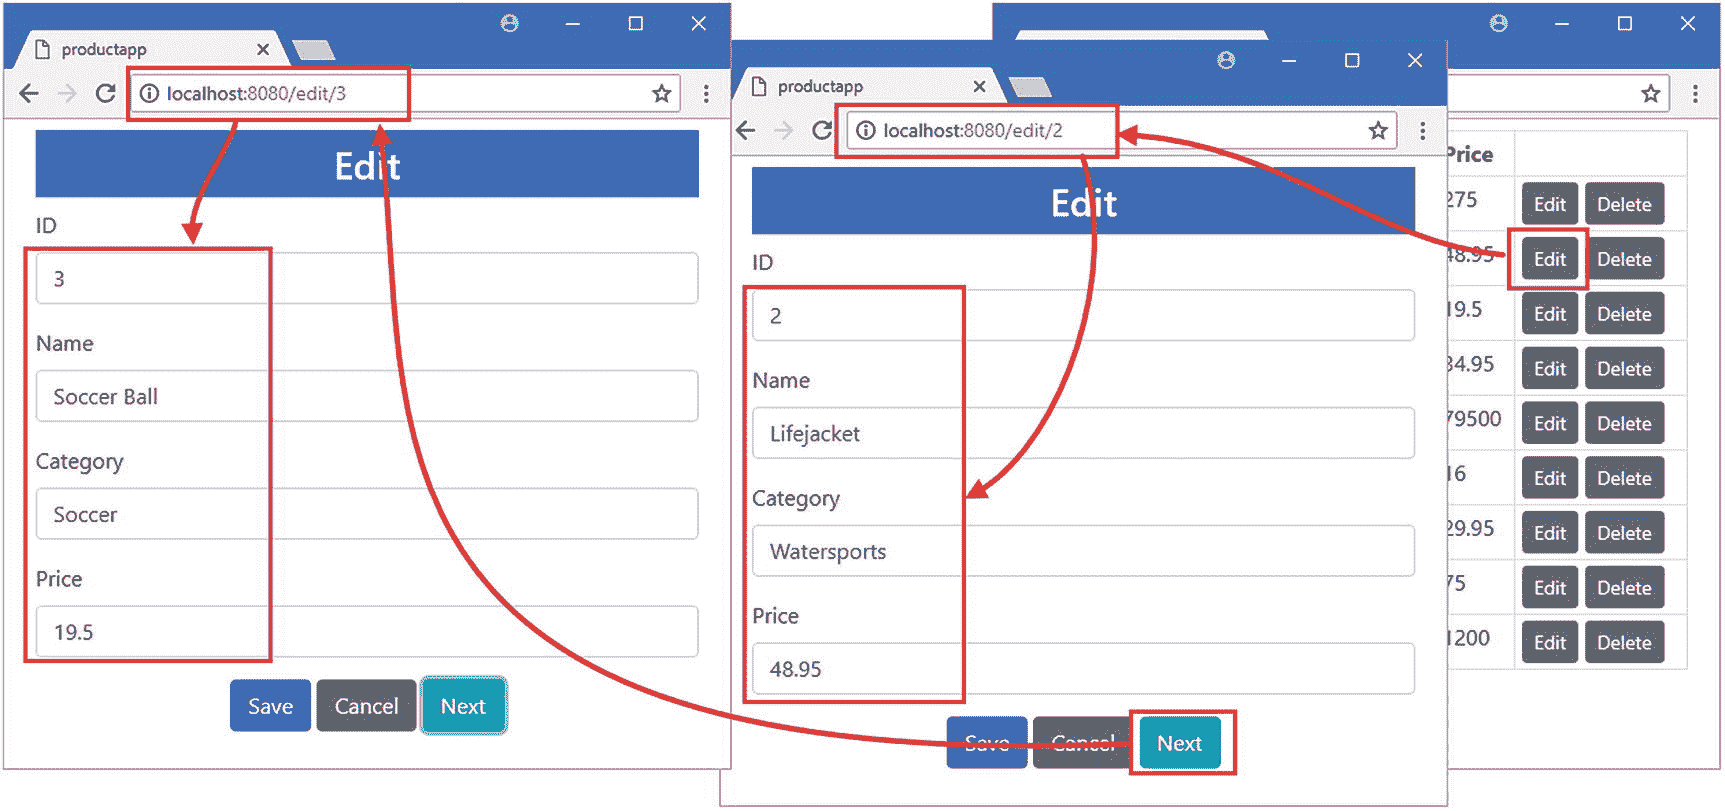 productapp
localhost:8080/edit/3
Edit
ID
3
Name
Soccer Ball
Category
Soccer
Price
19.5
Save Cancel Next
productapp
localhost:8080/edit/2
Edit
ID
2
Name
Lifejacket
Category
Watersports
Price
48.95
Save Cancel Next
Price
275 Edit Delete
48.95 Edit Delete
19.5 Edit Delete
34.95 Edit Delete
79500 Edit Delete
16 Edit Delete
29.95 Edit Delete
75 Edit Delete
1200 Edit Delete